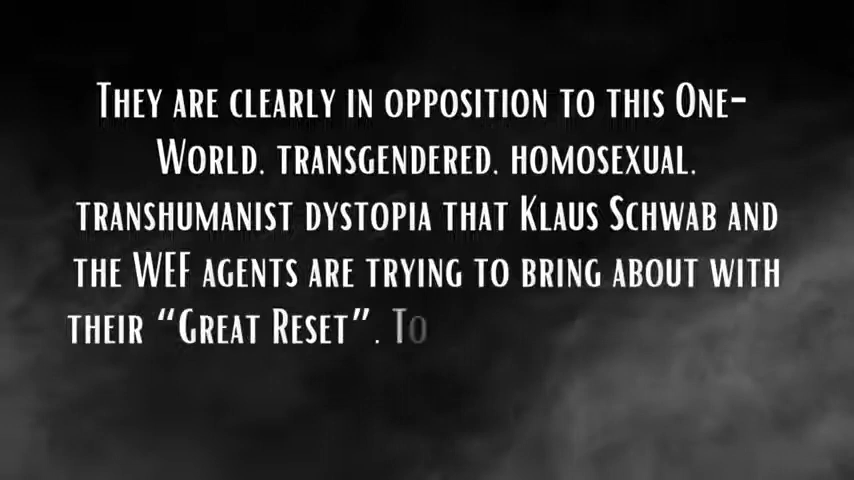 They are clearly in opposition to this One-
World, transgendered, homosexual,
transhumanist dystopia that Klaus Schwab and
the WEF agents are trying to bring about with
their “Great Reset”. To